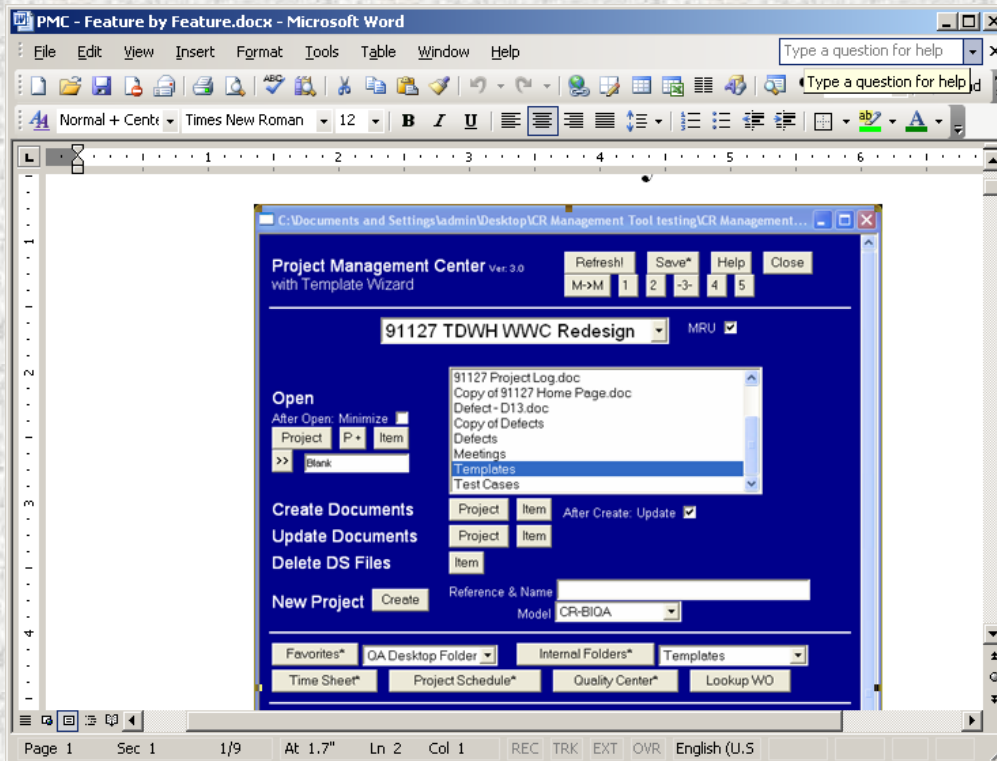 PMC - Feature by Feature.docx - Microsoft Word
File Edit View Insert Format Tools Table Window Help Type a question for help
Type a question for help
Normal + Cente Times New Roman 12 B I U
1 2 3 4 5 6
C:\Documents and Settings\admin\Desktop\CR Management Tool testing\CR Management...
Project Management Center Ver: 3.0 Refresh! Save* Help Close
with Template Wizard M->M 1 2 -3- 4 5
91127 TDWH WWC Redesign MRU
91127 Project Log.doc
Copy of 91127 Home Page.doc
Defect - D13.doc
Copy of Defects
Defects
Meetings
Templates
Test Cases
Open
After Open: Minimize
Project P + Item
>> Blank
Create Documents Project Item After Create: Update
Update Documents Project Item
Delete DS Files Item
New Project Create Reference & Name
Model CR-BIQA
Favorites* QA Desktop Folder Internal Folders* Templates
Time Sheet* Project Schedule* Quality Center* Lookup WO
Page 1 Sec 1 1/9 At 1.7" Ln 2 Col 1 REC TRK EXT OVR English (U.S